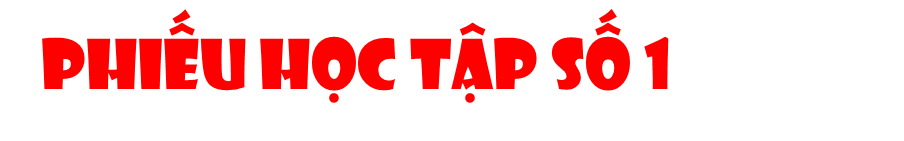 PHIẾU HỌC TẬP SỐ 1